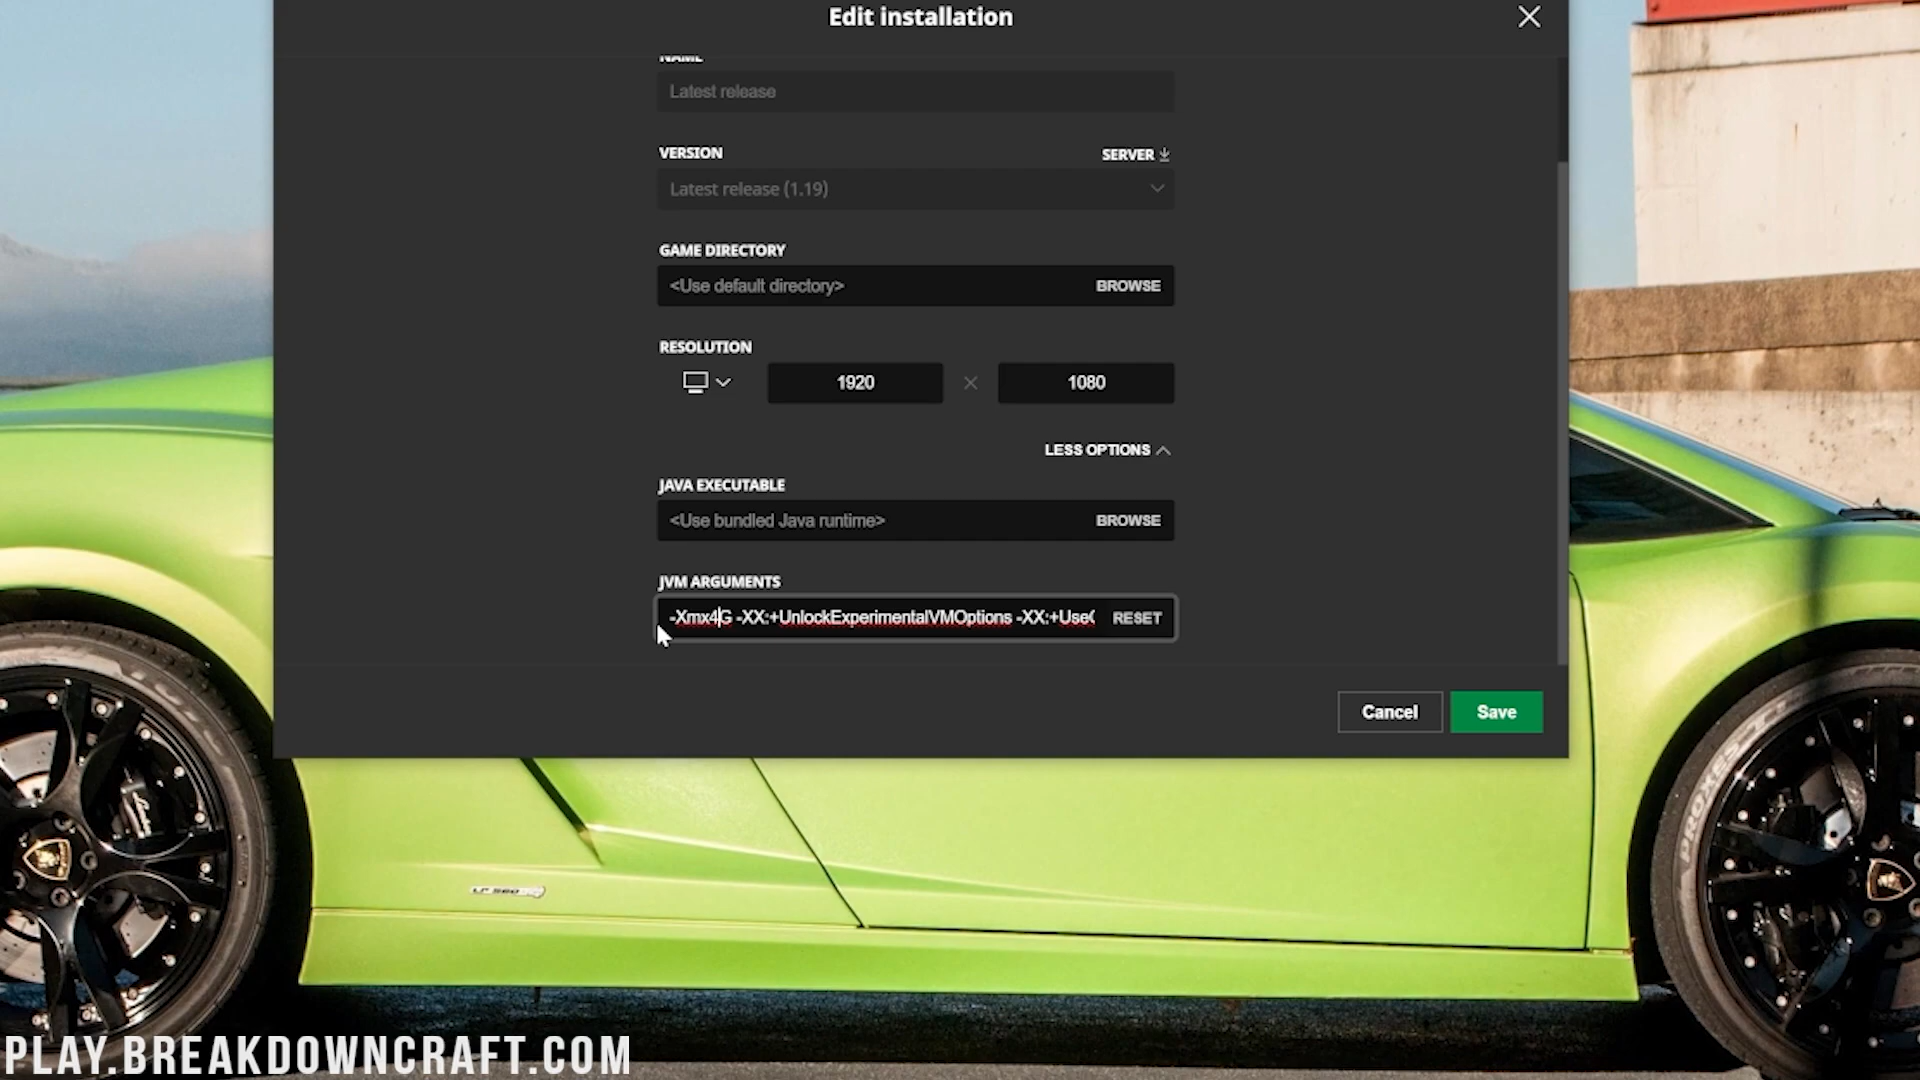 Edit installation
NAME
Latest release
VERSION
SERVER
Latest release (1.19)
GAME DIRECTORY
<Use default directory>
BROWSE
RESOLUTION
1920
1080
LESS OPTIONS
JAVA EXECUTABLE
<Use bundled Java runtime>
BROWSE
JVM ARGUMENTS
-Xmx4G -XX:+UnlockExperimentalVMOptions -XX:+Use
RESET
Cancel
Save
PLAY.BREAKDOWNCRAFT.COM